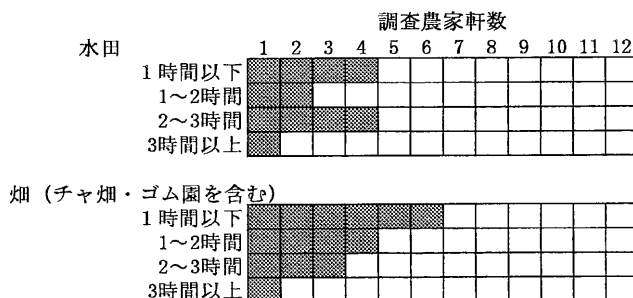 調査農家軒数
水田 1 2 3 4 5 6 7 8 9 10 11 12
1時間以下
1～2時間
2～3時間
3時間以上
畑（チャ畑・ゴム園を含む）
1時間以下
1～2時間
2～3時間
3時間以上